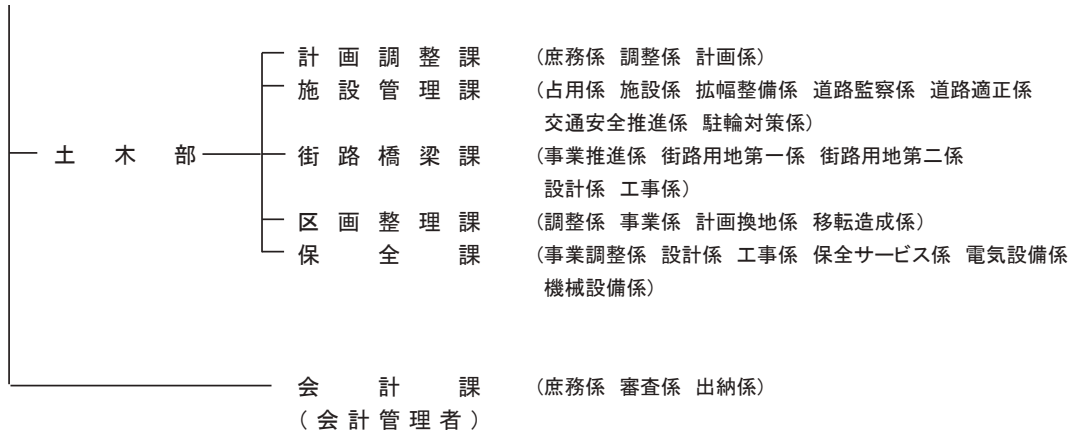 計画調整課 (庶務係 調整係 計画係)
施設管理課 (占用係 施設係 拡幅整備係 道路監察係 道路適正係
交通安全推進係 駐輪対策係)
土木部 街路橋梁課 (事業推進係 街路用地第一係 街路用地第二係
設計係 工事係)
区画整理課 (調整係 事業係 計画換地係 移転造成係)
保全課 (事業調整係 設計係 工事係 保全サービス係 電気設備係
機械設備係)
会計課 (庶務係 審査係 出納係)
(会計管理者)